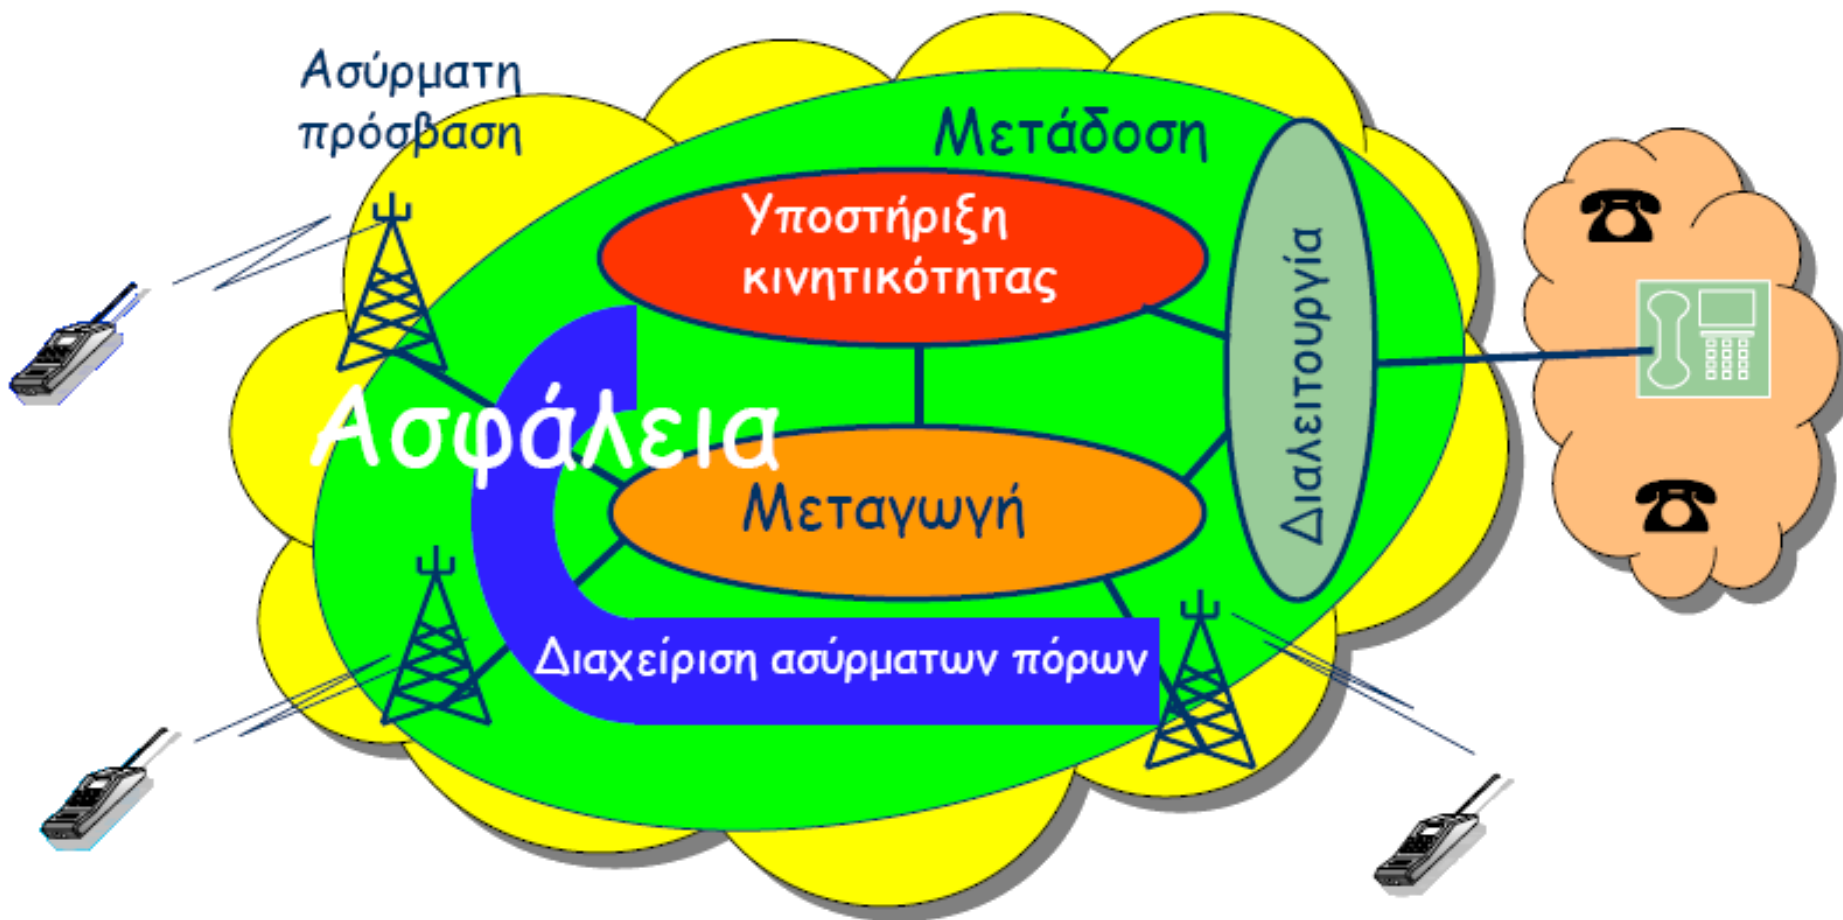 Ασύρματη
πρόσβαση
Μετάδοση
Υποστήριξη
κινητικότητας
Διαλειτουργία
Ασφάλεια
Μεταγωγή
Διαχείριση ασύρματων πόρων